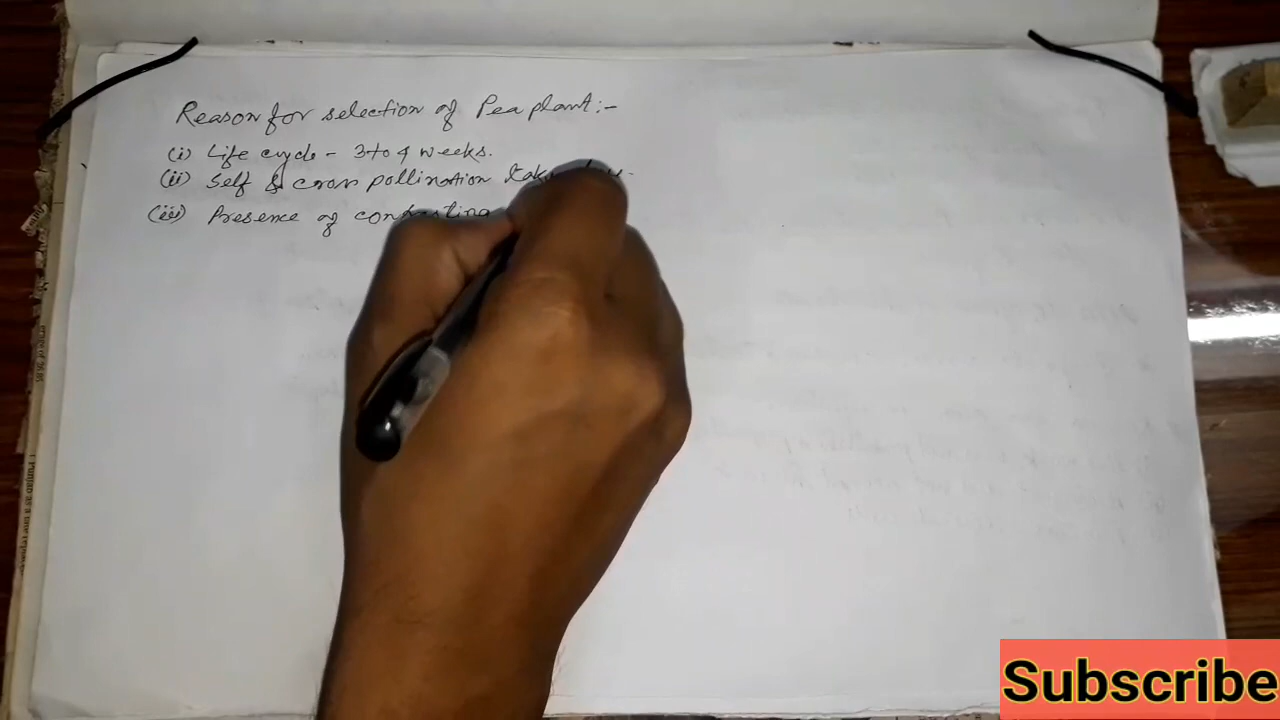 Reason for selection of Pea plant:-
(i) Life cycle - 3 to 4 weeks.
(ii) Self & cross pollination
(iii) Presence of contrasting
Subscribe